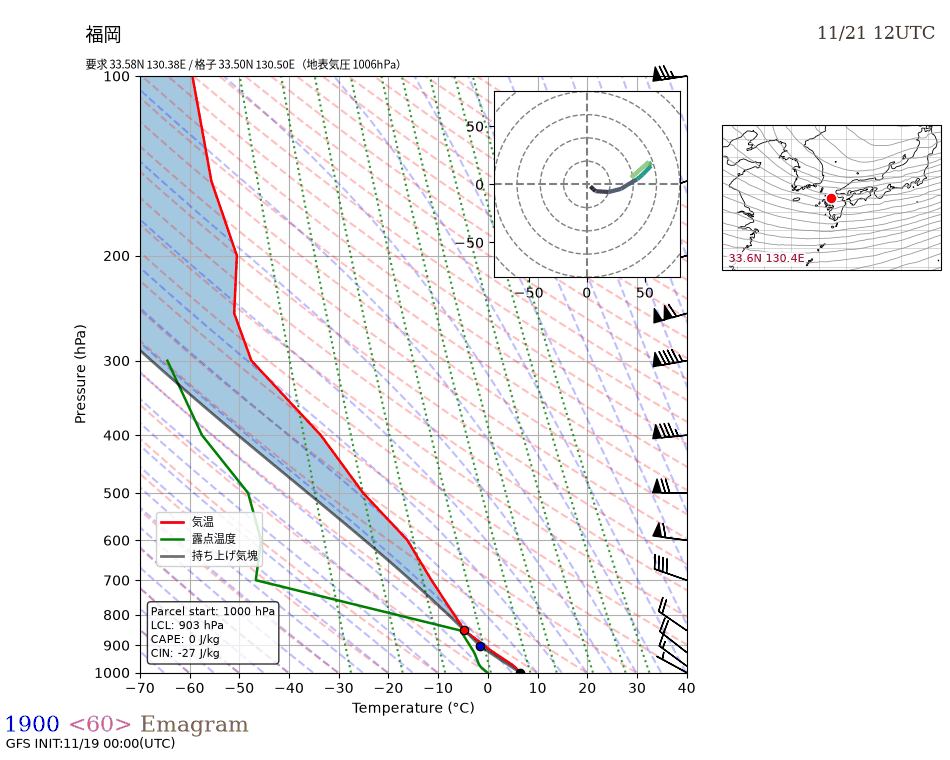 福岡
11/21 12UTC
要求 33.58N 130.38E / 格子 33.50N 130.50E（地表気圧 1006hPa）
100
200
300
400
500
600
700
800
900
1000
Pressure (hPa)
−70 −60 −50 −40 −30 −20 −10 0 10 20 30 40
Temperature (°C)
50
0
−50
−50 0 50
33.6N 130.4E
気温
露点温度
持ち上げ気塊
Parcel start: 1000 hPa
LCL: 903 hPa
CAPE: 0 J/kg
CIN: -27 J/kg
1900 <60> Emagram
GFS INIT:11/19 00:00(UTC)